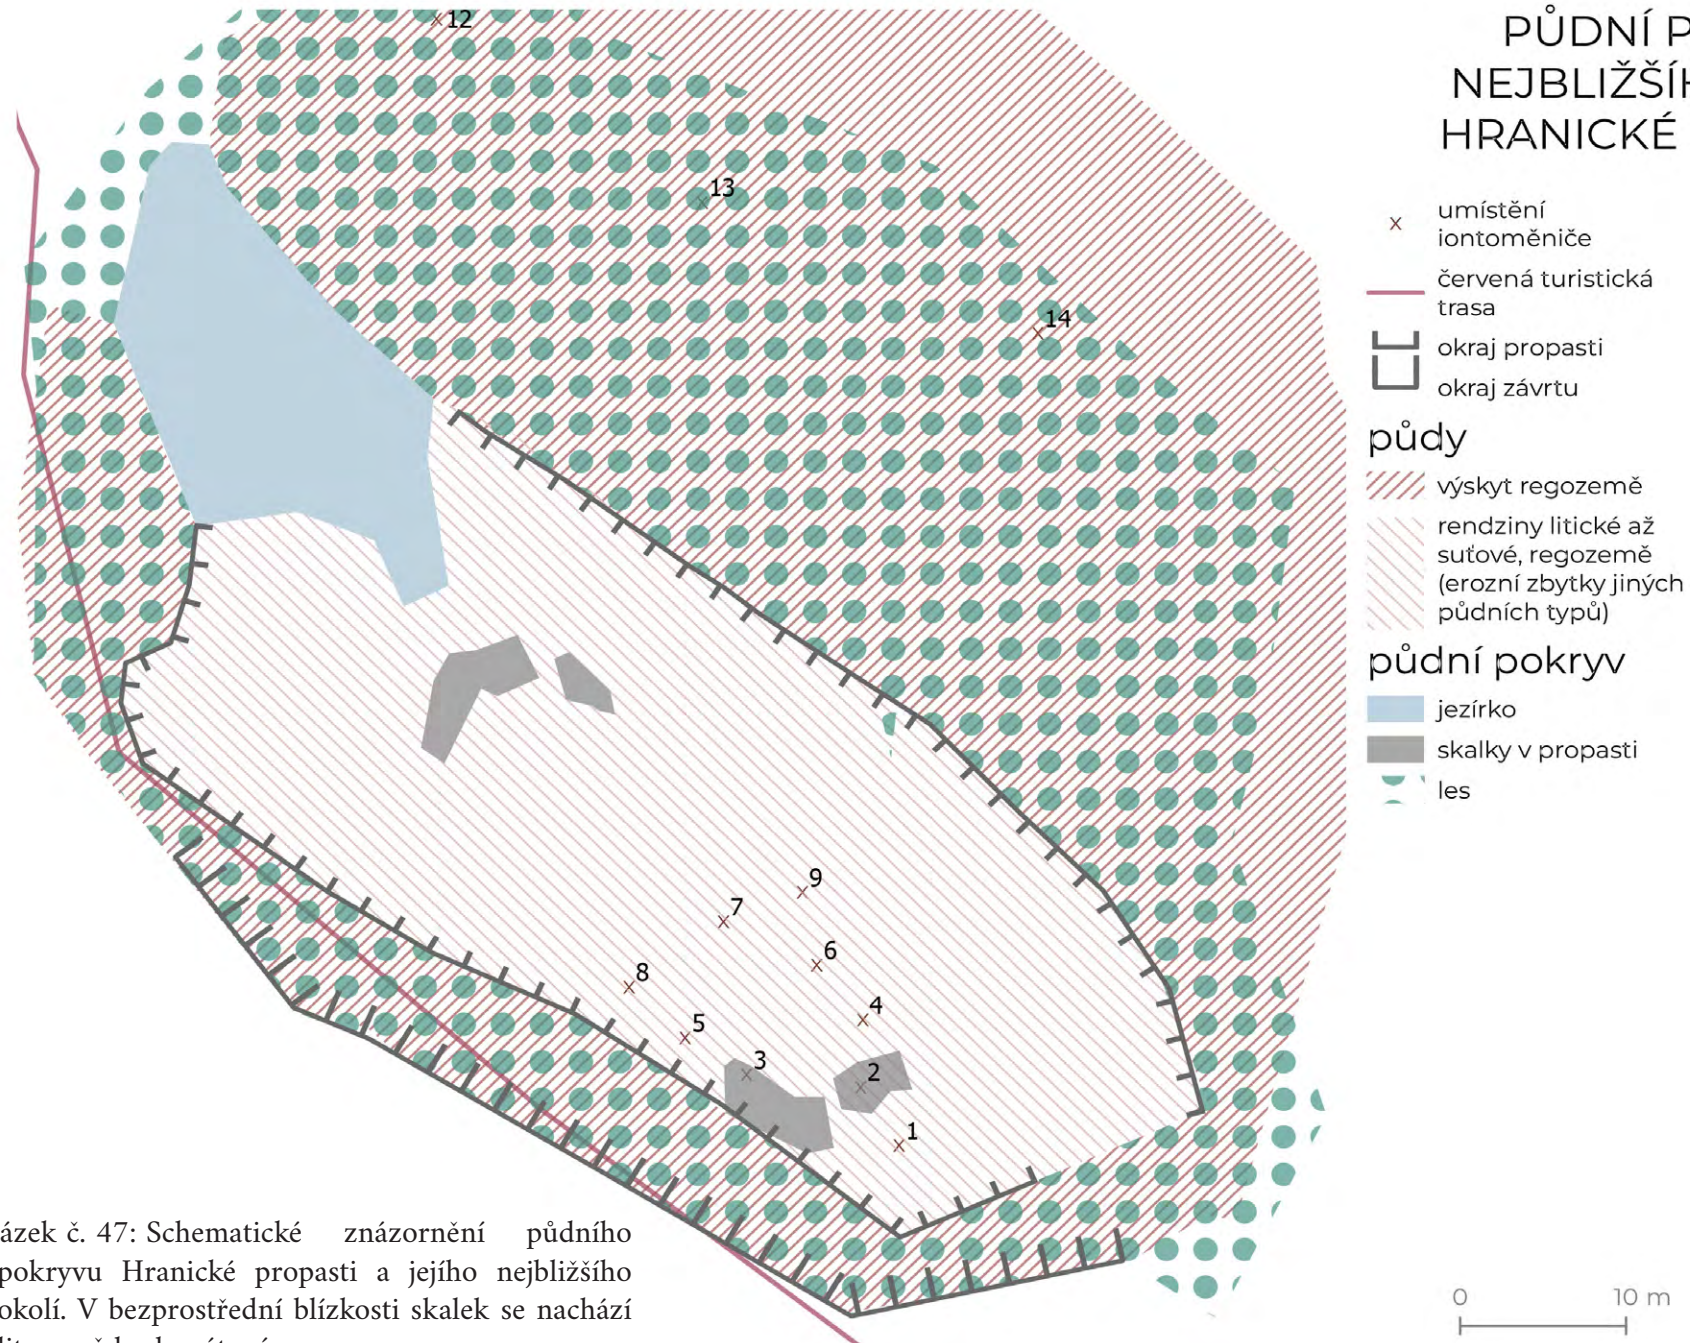 PŮDNÍ P
NEJBLIŽŠÍH
HRANICKÉ
umístění
iontoměniče
červená turistická
trasa
okraj propasti
okraj závrtu
půdy
výskyt regozemě
rendziny litické až
suťové, regozemě
(erozní zbytky jiných
půdních typů)
půdní pokryv
jezírko
skalky v propasti
les
12
13
14
9
7
6
8
4
5
3
2
1
0 10 m
ázek č. 47: Schematické znázornění půdního
pokryvu Hranické propasti a jejího nejbližšího
okolí. V bezprostřední blízkosti skalek se nachází